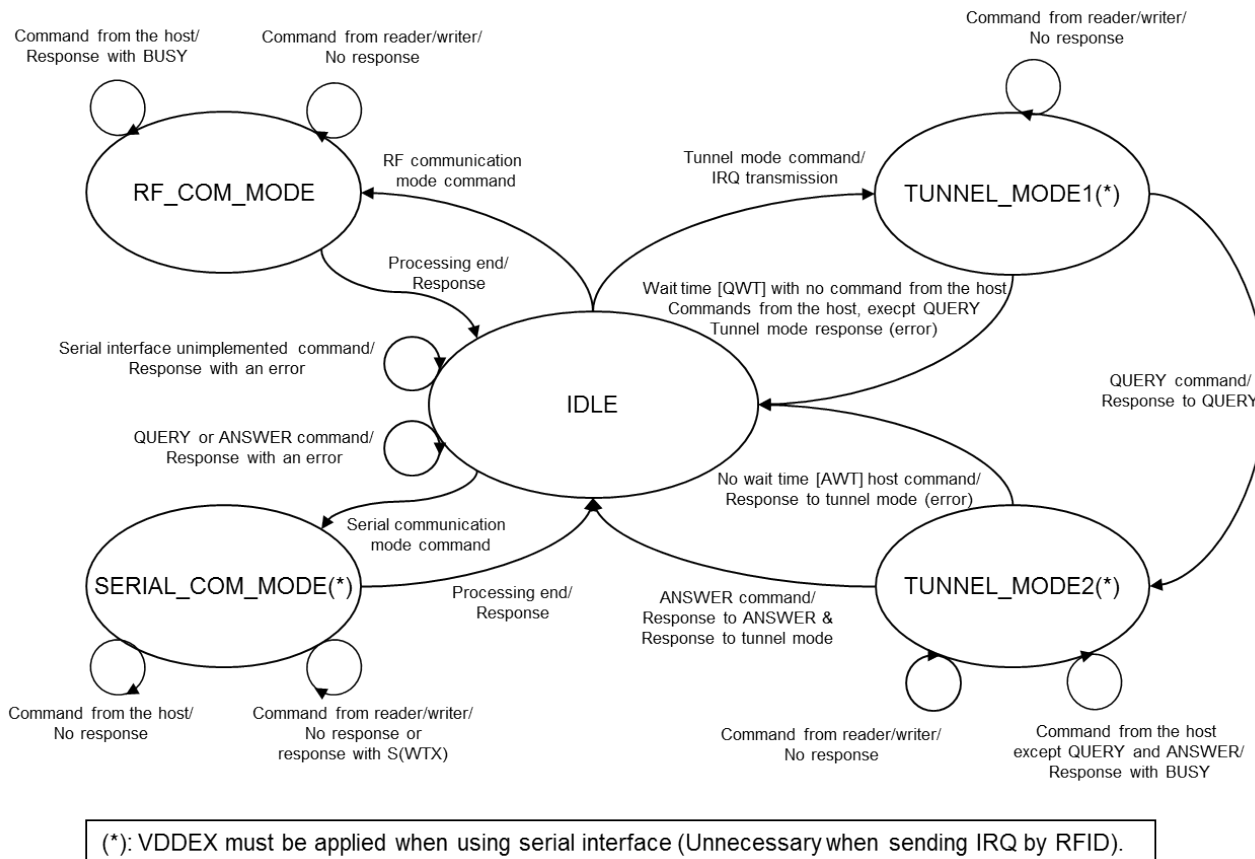 Command from the host/
Response with BUSY
Command from reader/writer/
No response
RF_COM_MODE
RF communication
mode command
Processing end/
Response
Command from reader/writer/
No response
Tunnel mode command/
IRQ transmission
TUNNEL_MODE1(*)
Wait time [QWT] with no command from the host
Commands from the host, execpt QUERY
Tunnel mode response (error)
Serial interface unimplemented command/
Response with an error
IDLE
QUERY command/
Response to QUERY
QUERY or ANSWER command/
Response with an error
No wait time [AWT] host command/
Response to tunnel mode (error)
Serial communication
mode command
SERIAL_COM_MODE(*)
Processing end/
Response
ANSWER command/
Response to ANSWER &
Response to tunnel mode
TUNNEL_MODE2(*)
Command from the host/
No response
Command from reader/writer/
No response or
response with S(WTX)
Command from reader/writer/
No response
Command from the host
except QUERY and ANSWER/
Response with BUSY
(*): VDDEX must be applied when using serial interface (Unnecessary when sending IRQ by RFID).